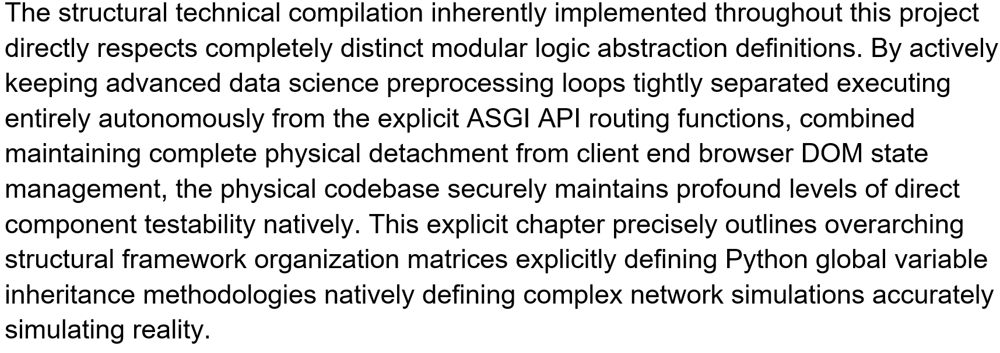 The structural technical compilation inherently implemented throughout this project
directly respects completely distinct modular logic abstraction definitions. By actively
keeping advanced data science preprocessing loops tightly separated executing
entirely autonomously from the explicit ASGI API routing functions, combined
maintaining complete physical detachment from client end browser DOM state
management, the physical codebase securely maintains profound levels of direct
component testability natively. This explicit chapter precisely outlines overarching
structural framework organization matrices explicitly defining Python global variable
inheritance methodologies natively defining complex network simulations accurately
simulating reality.